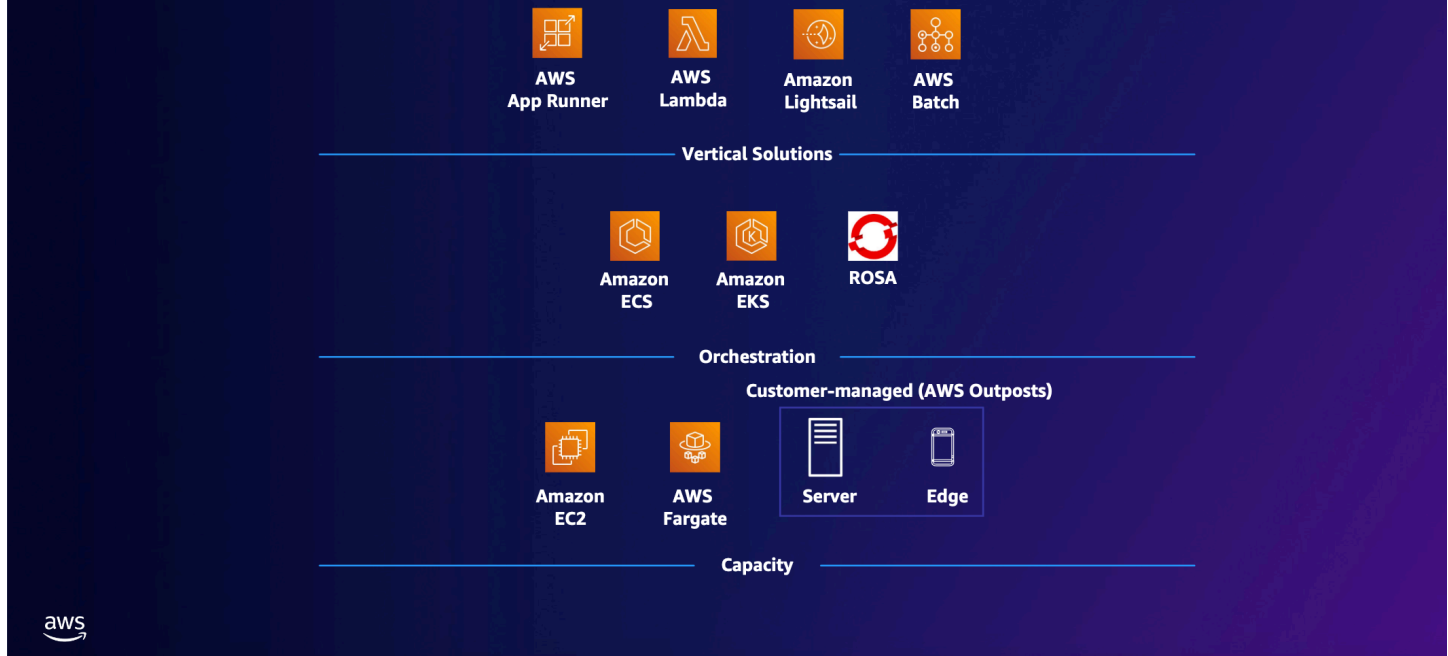 AWS
App Runner
AWS
Lambda
Amazon
Lightsail
AWS
Batch
Vertical Solutions
Amazon
ECS
Amazon
EKS
ROSA
Orchestration
Customer-managed (AWS Outposts)
Amazon
EC2
AWS
Fargate
Server
Edge
Capacity
aws